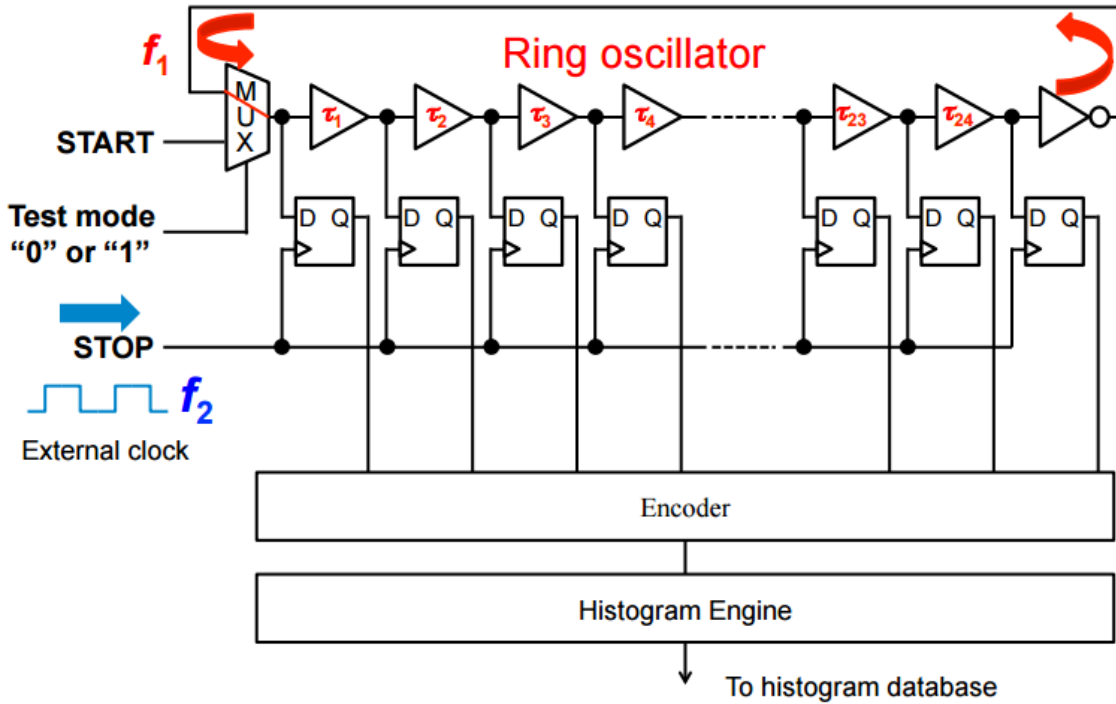 Ring oscillator
f1
M
U
X
τ1
τ2
τ3
τ4
τ23
τ24
START
Test mode
“0” or “1”
D Q
D Q
D Q
D Q
D Q
D Q
D Q
STOP
f2
External clock
Encoder
Histogram Engine
To histogram database